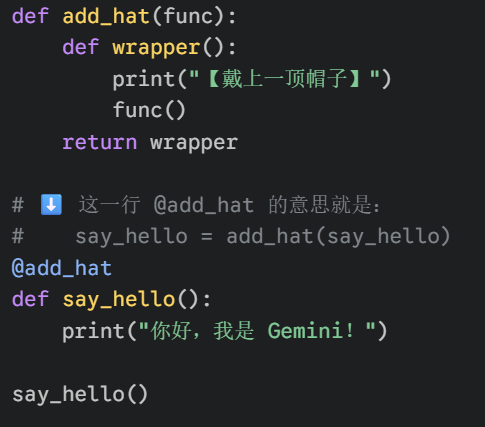 def add_hat(func):
    def wrapper():
        print("【戴上一顶帽子】")
        func()
    return wrapper

# ⬇️ 这一行 @add_hat 的意思就是：
#    say_hello = add_hat(say_hello)
@add_hat
def say_hello():
    print("你好，我是 Gemini！")

say_hello()